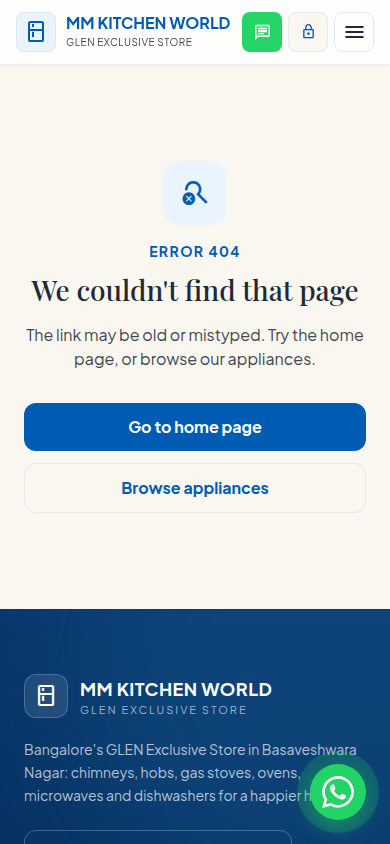 MM KITCHEN WORLD
GLEN EXCLUSIVE STORE
ERROR 404
We couldn't find that page
The link may be old or mistyped. Try the home
page, or browse our appliances.
Go to home page
Browse appliances
MM KITCHEN WORLD
GLEN EXCLUSIVE STORE
Bangalore's GLEN Exclusive Store in Basaveshwara
Nagar: chimneys, hobs, gas stoves, ovens,
microwaves and dishwashers for a happier